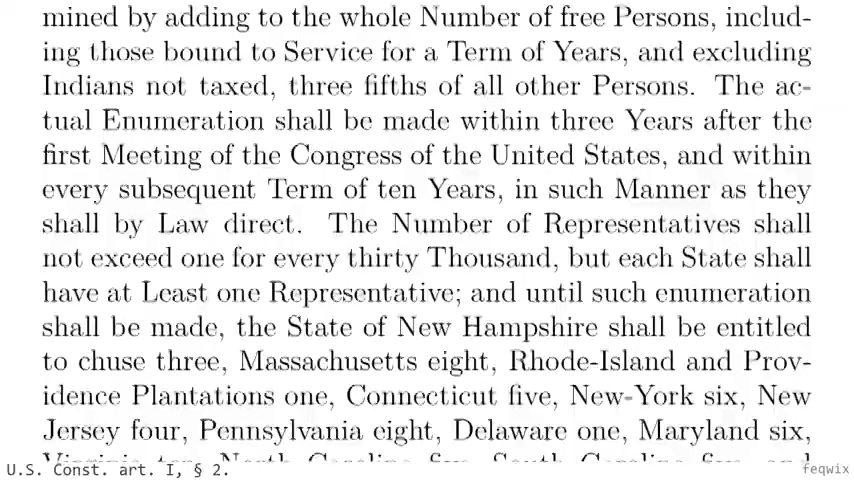 mined by adding to the whole Number of free Persons, includ-
ing those bound to Service for a Term of Years, and excluding
Indians not taxed, three fifths of all other Persons. The ac-
tual Enumeration shall be made within three Years after the
first Meeting of the Congress of the United States, and within
every subsequent Term of ten Years, in such Manner as they
shall by Law direct. The Number of Representatives shall
not exceed one for every thirty Thousand, but each State shall
have at Least one Representative; and until such enumeration
shall be made, the State of New Hampshire shall be entitled
to chuse three, Massachusetts eight, Rhode-Island and Prov-
idence Plantations one, Connecticut five, New-York six, New
Jersey four, Pennsylvania eight, Delaware one, Maryland six,
U.S. Const. art. I, § 2.
feqwix